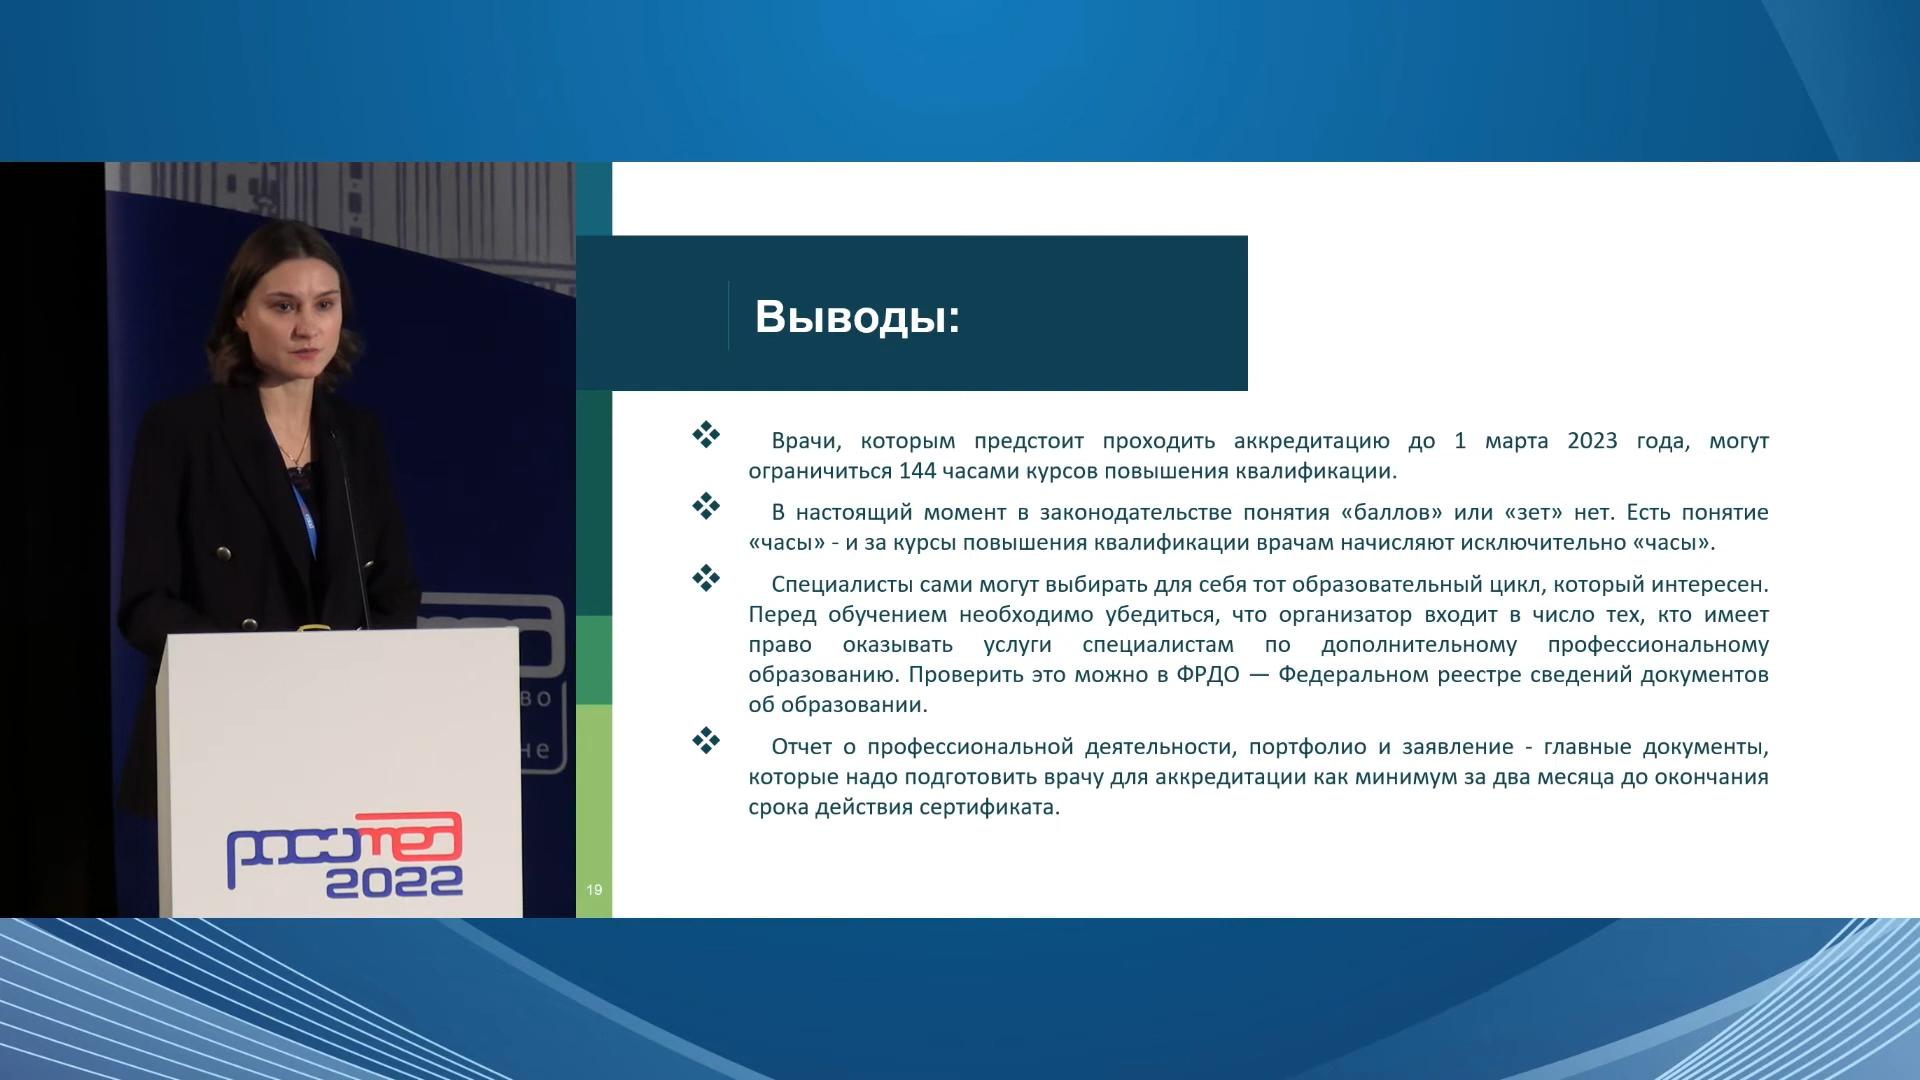 Выводы:
Врачи, которым предстоит проходить аккредитацию до 1 марта 2023 года, могут
ограничиться 144 часами курсов повышения квалификации.
В настоящий момент в законодательстве понятия «баллов» или «зет» нет. Есть понятие
«часы» - и за курсы повышения квалификации врачам начисляют исключительно «часы».
Специалисты сами могут выбирать для себя тот образовательный цикл, который интересен.
Перед обучением необходимо убедиться, что организатор входит в число тех, кто имеет
право оказывать услуги специалистам по дополнительному профессиональному
образованию. Проверить это можно в ФРДО — Федеральном реестре сведений документов
об образовании.
Отчет о профессиональной деятельности, портфолио и заявление - главные документы,
которые надо подготовить врачу для аккредитации как минимум за два месяца до окончания
срока действия сертификата.
19
во
не
росомед
2022